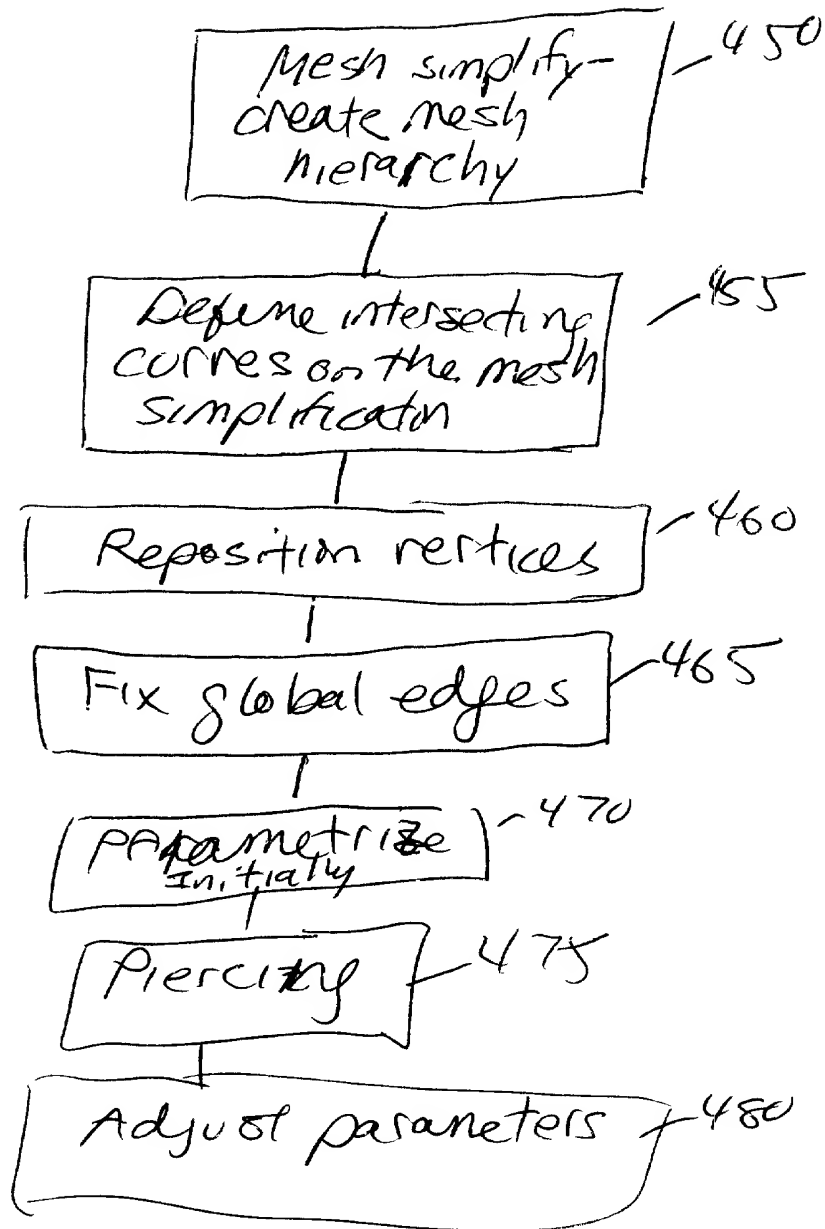 Mesh simplify-
create mesh
hierarchy
450
Define intersecting
curves on the mesh
simplification
455
Reposition vertices
460
Fix global edges
465
PArametrize
Initially
470
Piercing
475
Adjust parameters
480